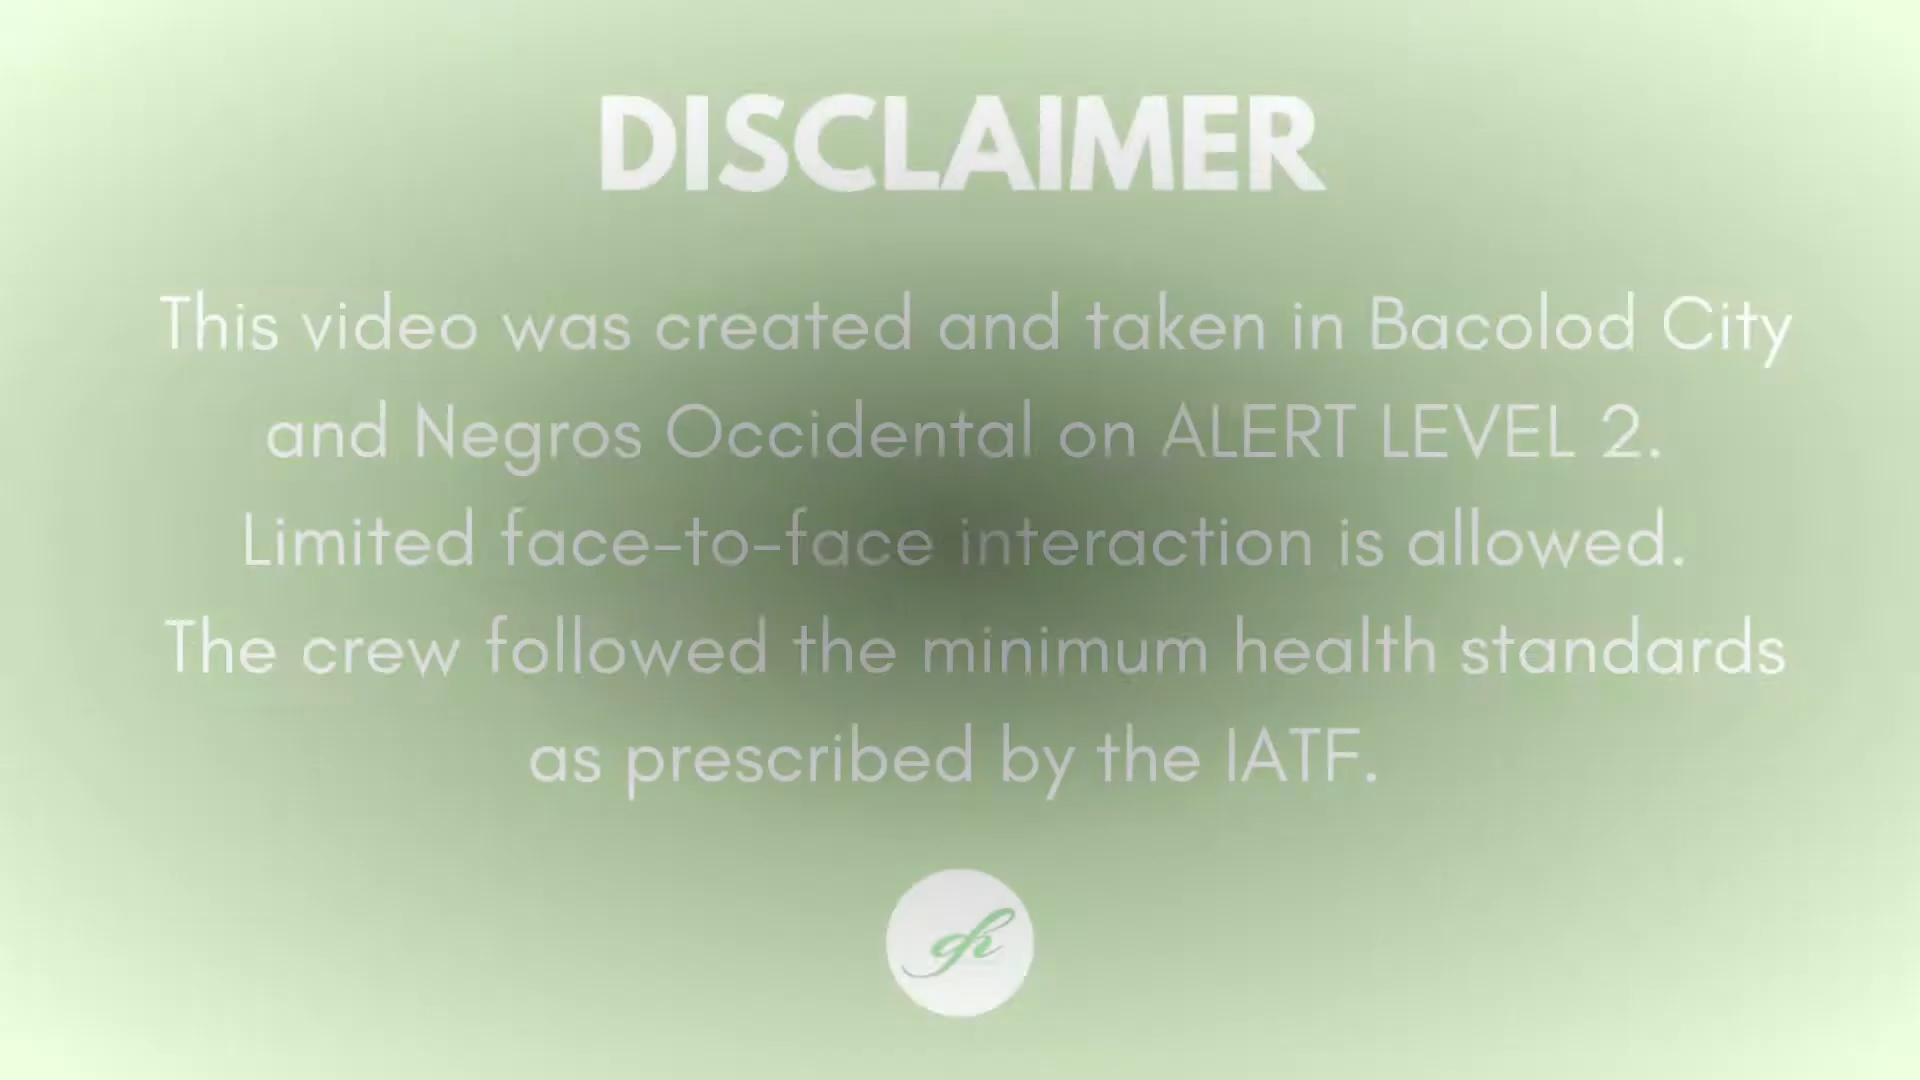 DISCLAIMER
This video was created and taken in Bacolod City
and Negros Occidental on ALERT LEVEL 2.
Limited face-to-face interaction is allowed.
The crew followed the minimum health standards
as prescribed by the IATF.